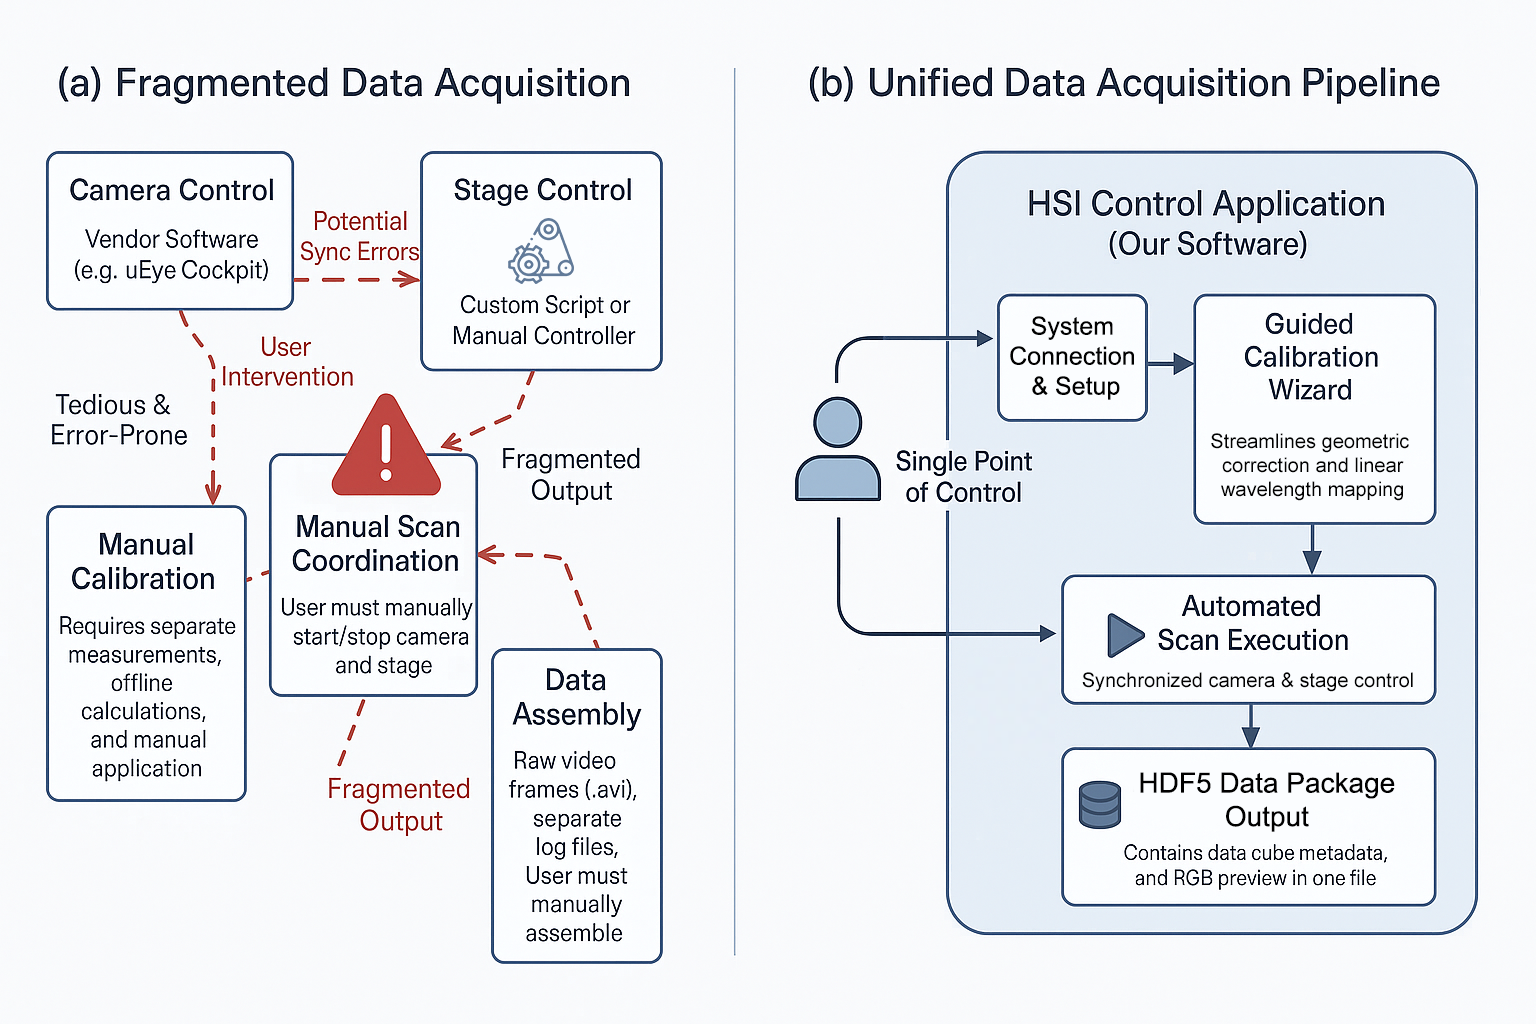 (a) Fragmented Data Acquisition
Camera Control
Vendor Software
(e.g. uEye Cockpit)
Potential
Sync Errors
Stage Control
Custom Script or
Manual Controller
User
Intervention
Tedious &
Error-Prone
Fragmented
Output
Manual Scan
Coordination
User must manually
start/stop camera
and stage
Manual
Calibration
Requires separate
measurements,
offline
calculations,
and manual
application
Fragmented
Output
Data
Assembly
Raw video
frames (.avi),
separate
log files,
User must
manually
assemble
(b) Unified Data Acquisition Pipeline
HSI Control Application
(Our Software)
System
Connection
& Setup
Guided
Calibration
Wizard
Streamlines geometric
correction and linear
wavelength mapping
Single Point
of Control
Automated
Scan Execution
Synchronized camera & stage control
HDF5 Data Package
Output
Contains data cube metadata,
and RGB preview in one file